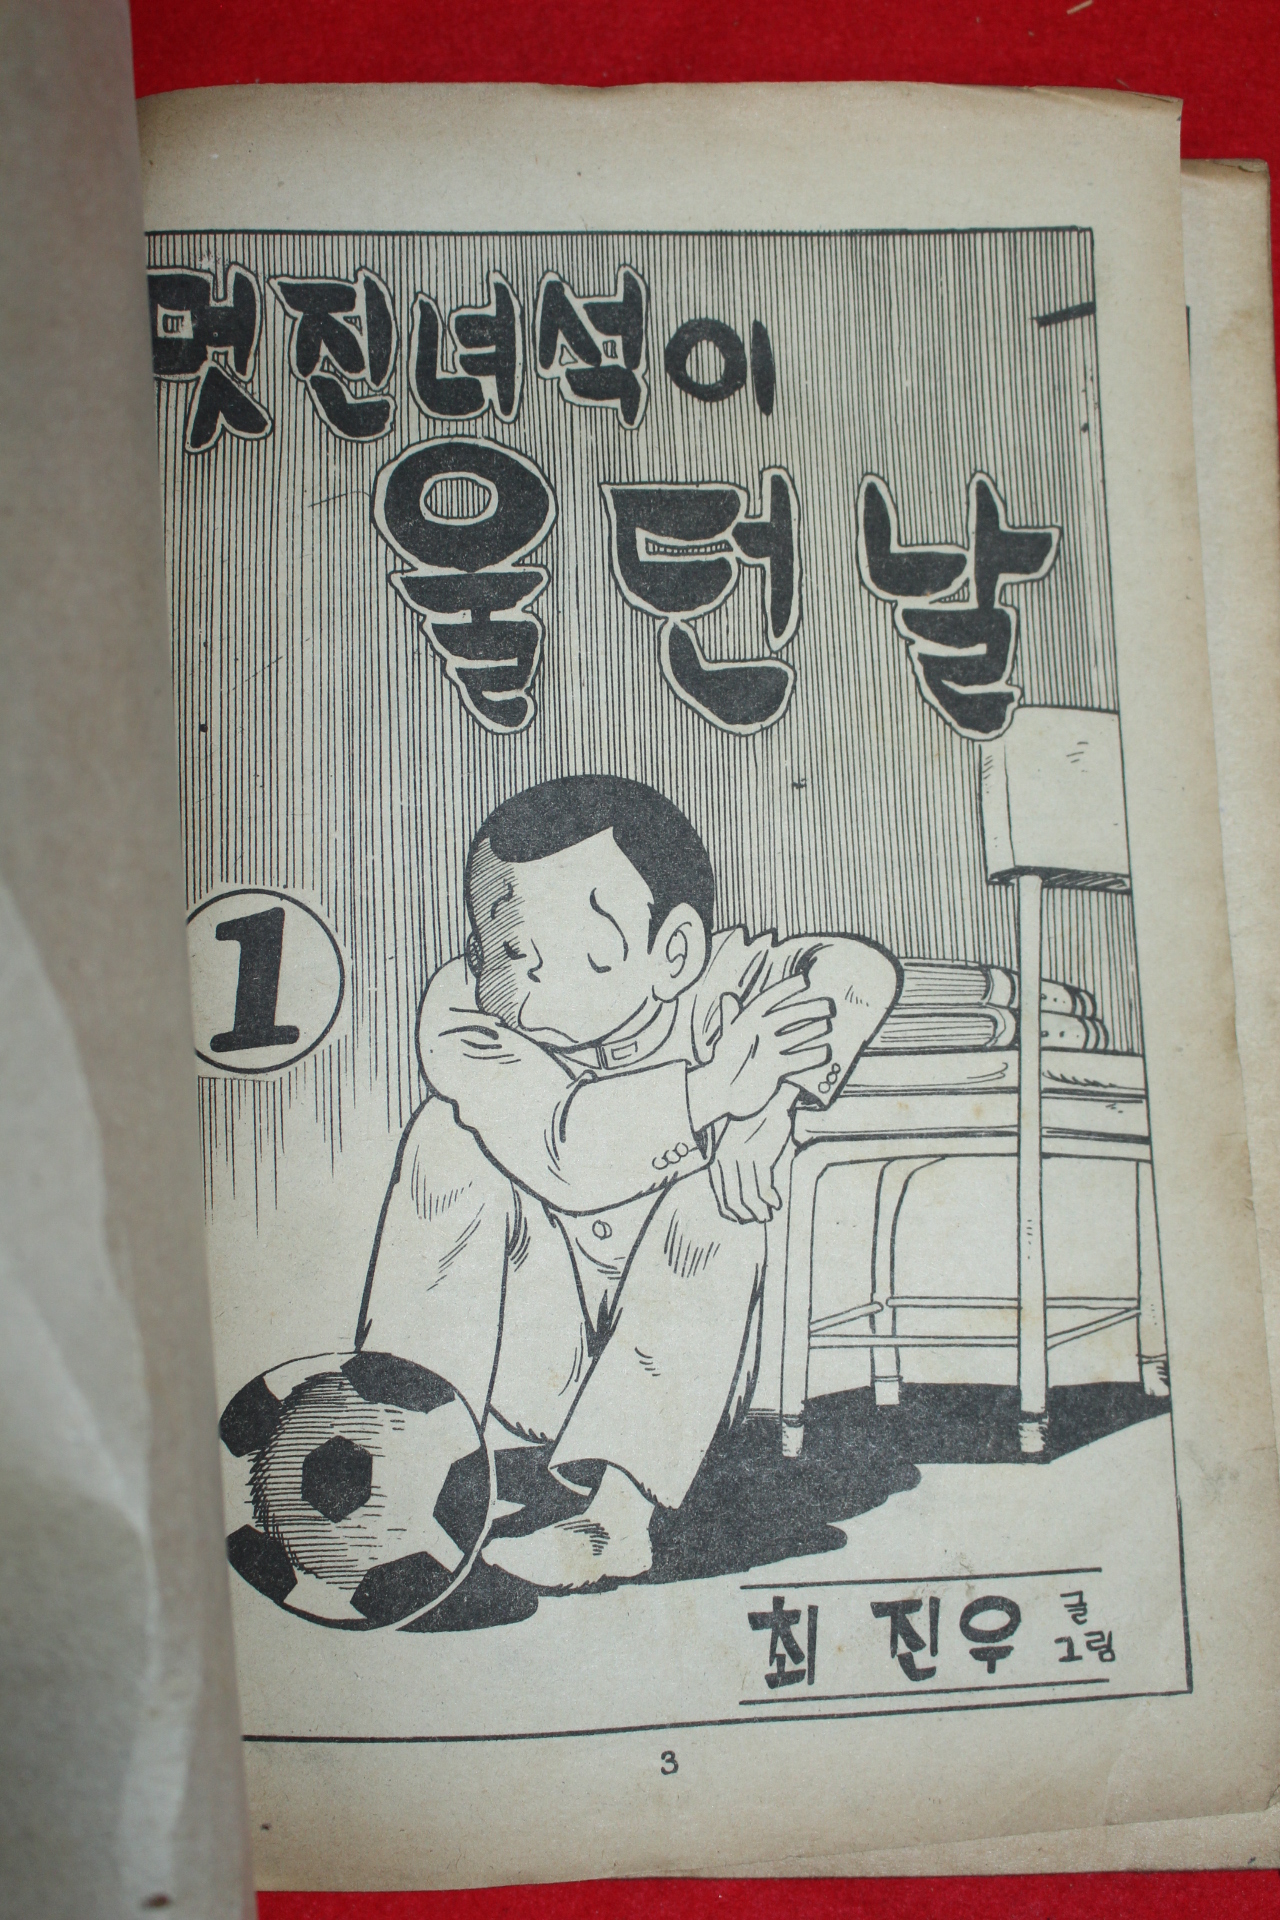 멋진녀석이
울던 날
1
최 진우 글
그림
3